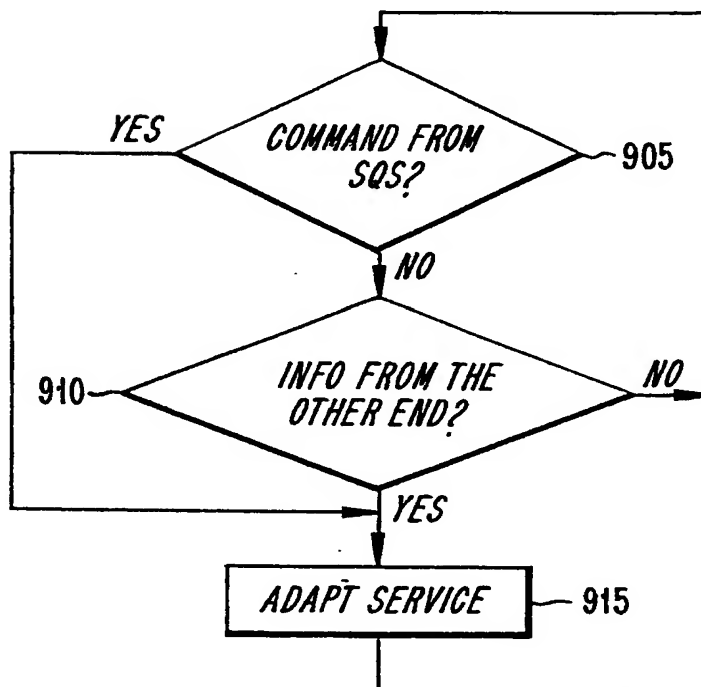 YES
COMMAND FROM
SQS?
905
NO
910
INFO FROM THE
OTHER END?
NO
YES
ADAPT SERVICE
915